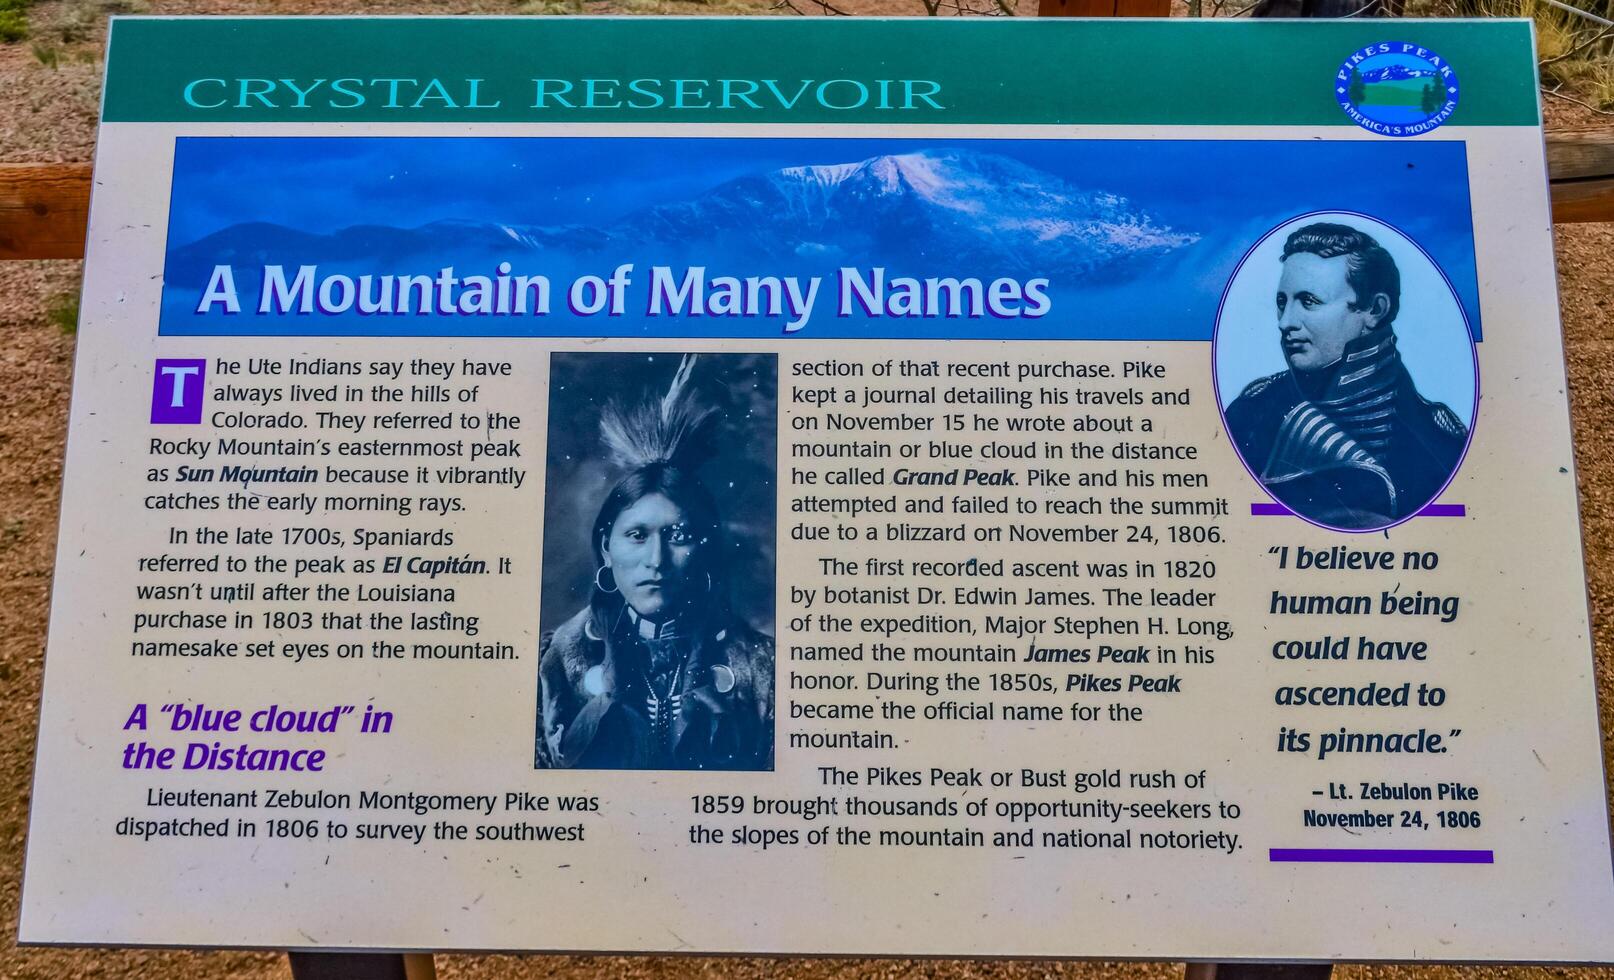 CRYSTAL RESERVOIR
PIKES PEAK
AMERICA'S MOUNTAIN
A Mountain of Many Names
The Ute Indians say they have
always lived in the hills of
Colorado. They referred to the
Rocky Mountain's easternmost peak
as Sun Mountain because it vibrantly
catches the early morning rays.
In the late 1700s, Spaniards
referred to the peak as El Capitán. It
wasn't until after the Louisiana
purchase in 1803 that the lasting
namesake set eyes on the mountain.
A "blue cloud" in
the Distance
Lieutenant Zebulon Montgomery Pike was
dispatched in 1806 to survey the southwest
section of that recent purchase. Pike
kept a journal detailing his travels and
on November 15 he wrote about a
mountain or blue cloud in the distance
he called Grand Peak. Pike and his men
attempted and failed to reach the summit
due to a blizzard on November 24, 1806.
The first recorded ascent was in 1820
by botanist Dr. Edwin James. The leader
of the expedition, Major Stephen H. Long,
named the mountain James Peak in his
honor. During the 1850s, Pikes Peak
became the official name for the
mountain.
The Pikes Peak or Bust gold rush of
1859 brought thousands of opportunity-seekers to
the slopes of the mountain and national notoriety.
"I believe no
human being
could have
ascended to
its pinnacle."
– Lt. Zebulon Pike
November 24, 1806